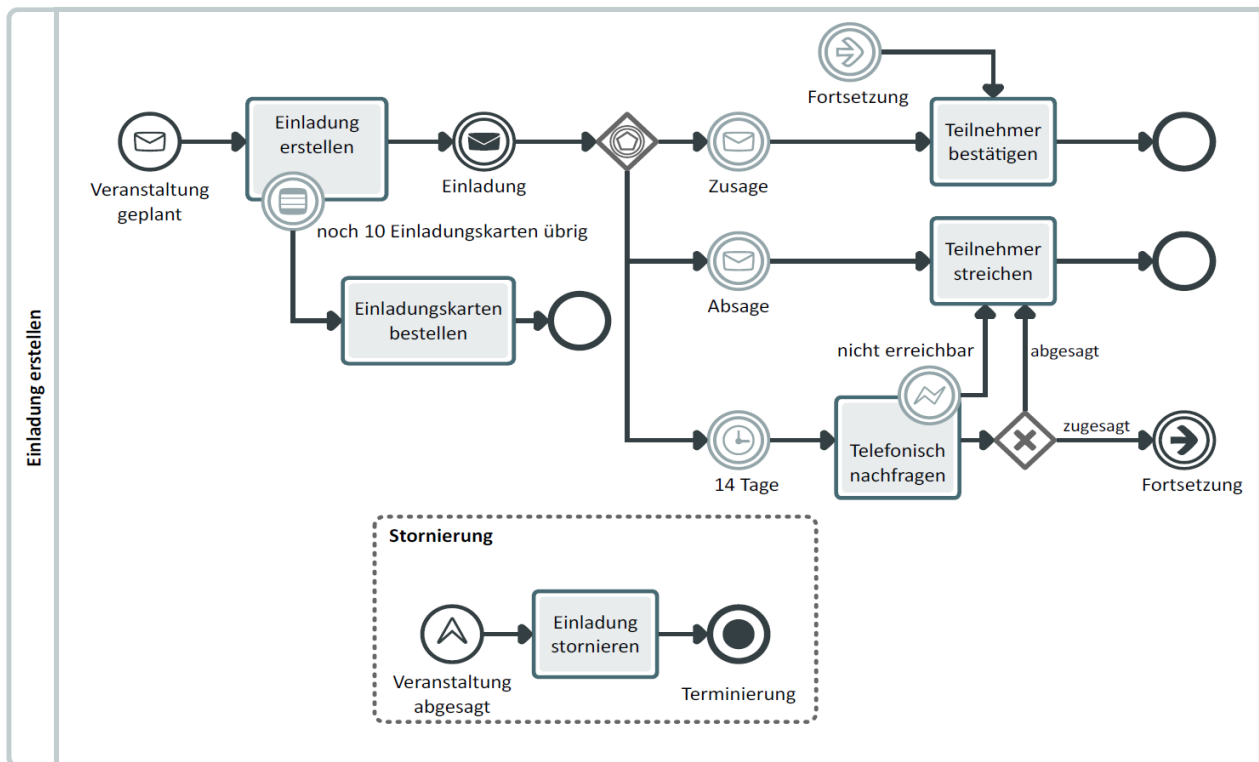 Einladung erstellen
Veranstaltung
geplant
Einladung
erstellen
noch 10 Einladungskarten übrig
Einladungskarten
bestellen
Einladung
Zusage
Fortsetzung
Teilnehmer
bestätigen
Absage
Teilnehmer
streichen
nicht erreichbar
abgesagt
14 Tage
Telefonisch
nachfragen
zugesagt
Fortsetzung
Stornierung
Veranstaltung
abgesagt
Einladung
stornieren
Terminierung